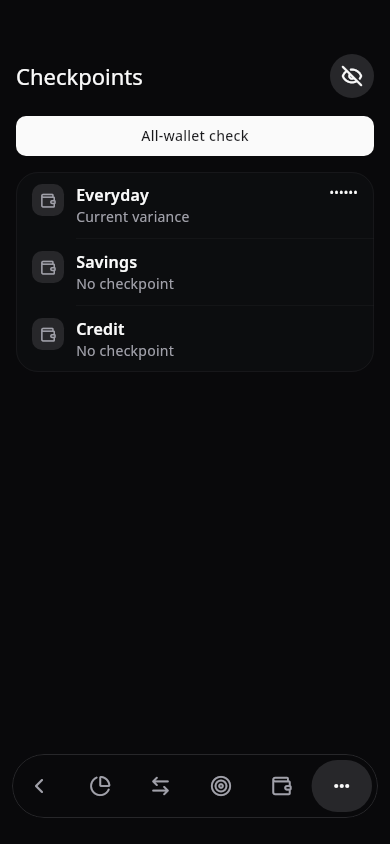 Checkpoints
All-wallet check
Everyday
••••••
Current variance
Savings
No checkpoint
Credit
No checkpoint